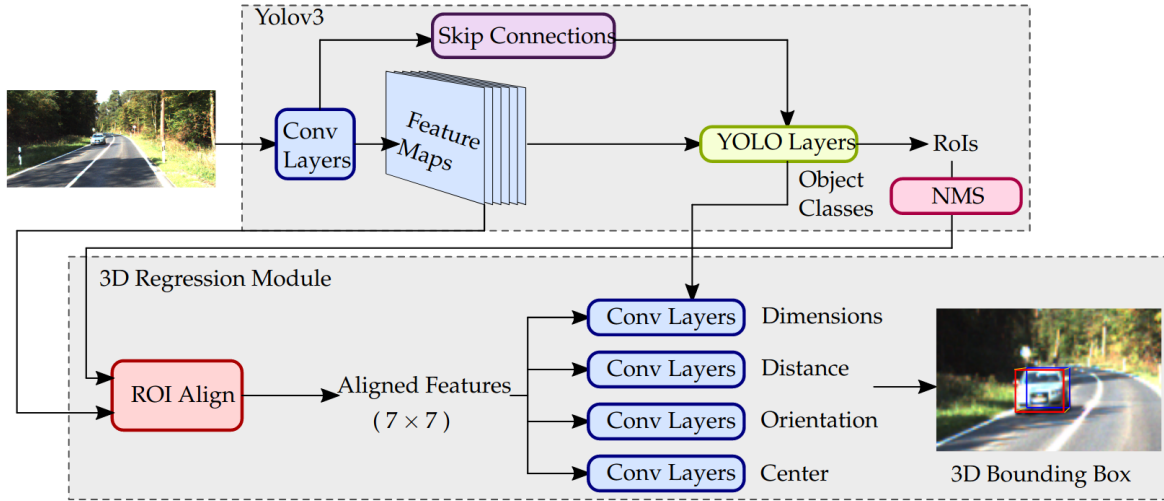 Yolov3
Skip Connections
Conv
Layers
Feature
Maps
YOLO Layers
RoIs
Object
Classes
NMS
3D Regression Module
ROI Align
Aligned Features
( 7 × 7 )
Conv Layers
Dimensions
Conv Layers
Distance
Conv Layers
Orientation
Conv Layers
Center
3D Bounding Box